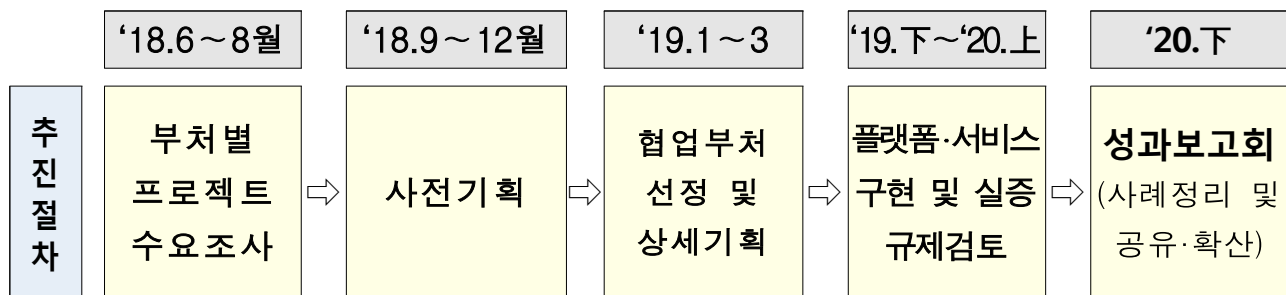 ‘18.6~8월
‘18.9~12월
‘19.1~3
‘19.下~‘20.上
‘20.下
추
진
절
차
부처별
프로젝트
수요조사
⇨
사전기획
⇨
협업부처
선정 및
상세기획
⇨
플랫폼·서비스
구현 및 실증
규제검토
⇨
성과보고회
(사례정리 및
공유·확산)